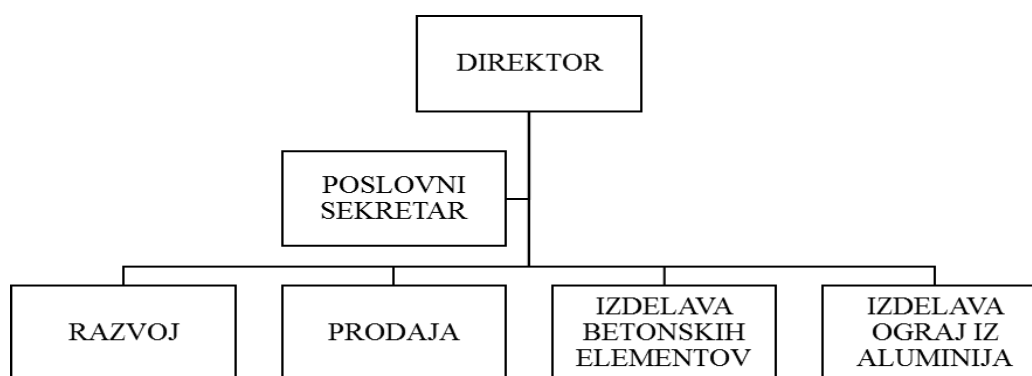 DIREKTOR
POSLOVNI
SEKRETAR
RAZVOJ
PRODAJA
IZDELAVA
BETONSKIH
ELEMENTOV
IZDELAVA
OGRAJ IZ
ALUMINIJA